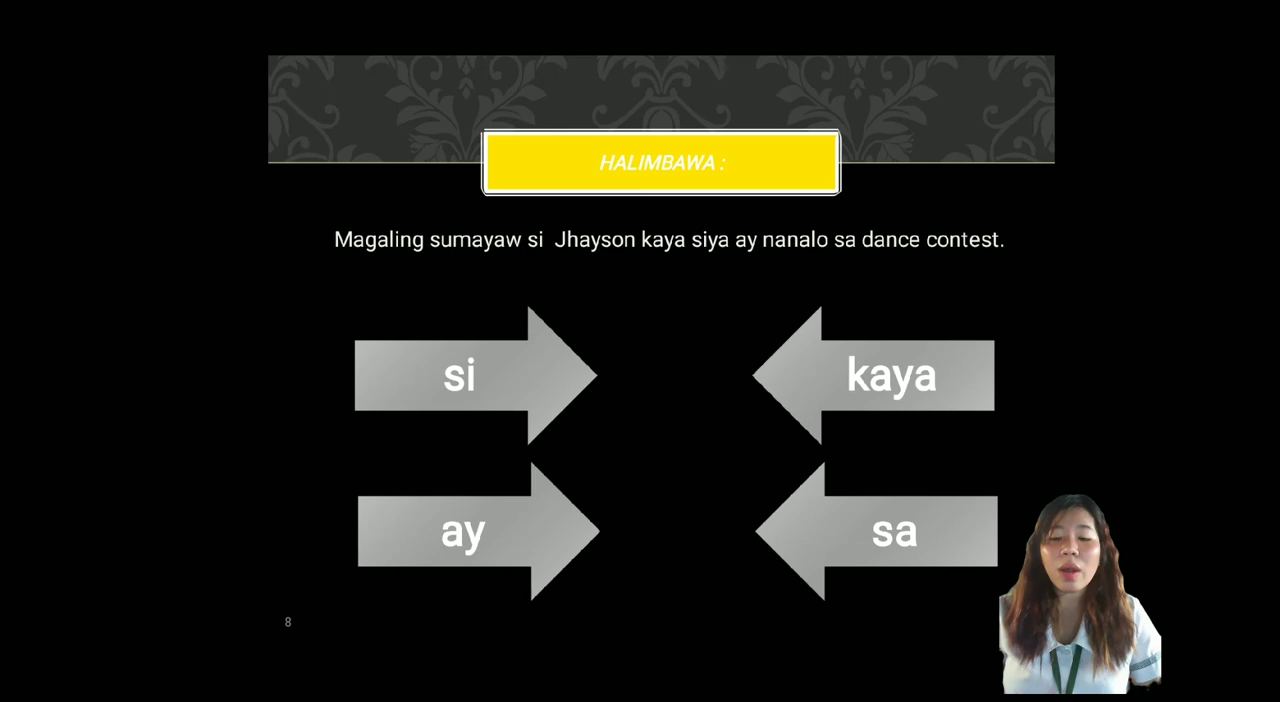 HALIMBAWA :
Magaling sumayaw si Jhayson kaya siya ay nanalo sa dance contest.
si
kaya
ay
sa
8